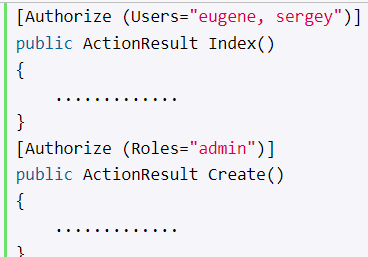 [Authorize (Users="eugene, sergey")]
public ActionResult Index()
{
    .............
}
[Authorize (Roles="admin")]
public ActionResult Create()
{
    .............
}